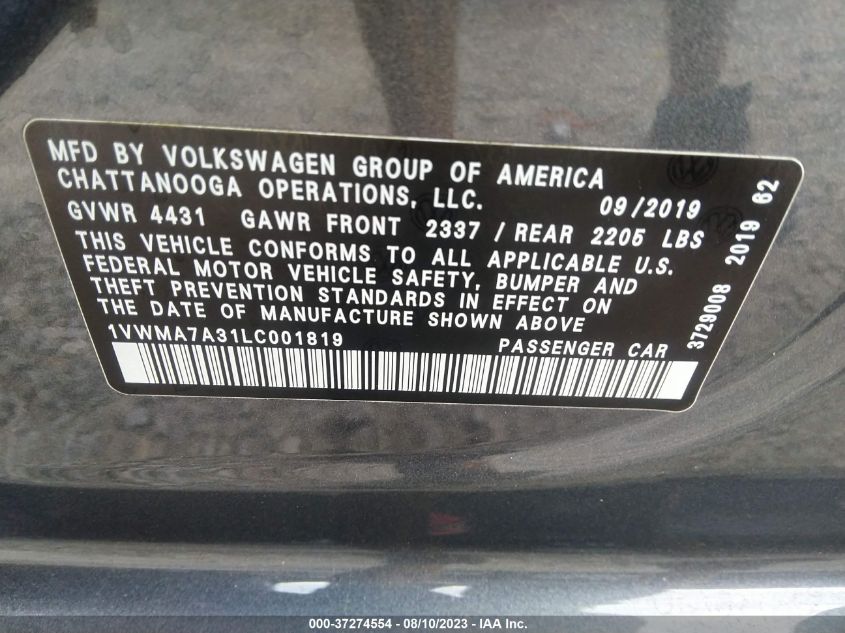 MFD BY VOLKSWAGEN GROUP OF AMERICA
CHATTANOOGA OPERATIONS, LLC. 09/2019
GVWR 4431 GAWR FRONT 2337 / REAR 2205 LBS
THIS VEHICLE CONFORMS TO ALL APPLICABLE U.S.
FEDERAL MOTOR VEHICLE SAFETY, BUMPER AND
THEFT PREVENTION STANDARDS IN EFFECT ON
THE DATE OF MANUFACTURE SHOWN ABOVE
1VWMA7A31LC001819 PASSENGER CAR
3729008 2019 62
000-37274554 - 08/10/2023 - IAA Inc.